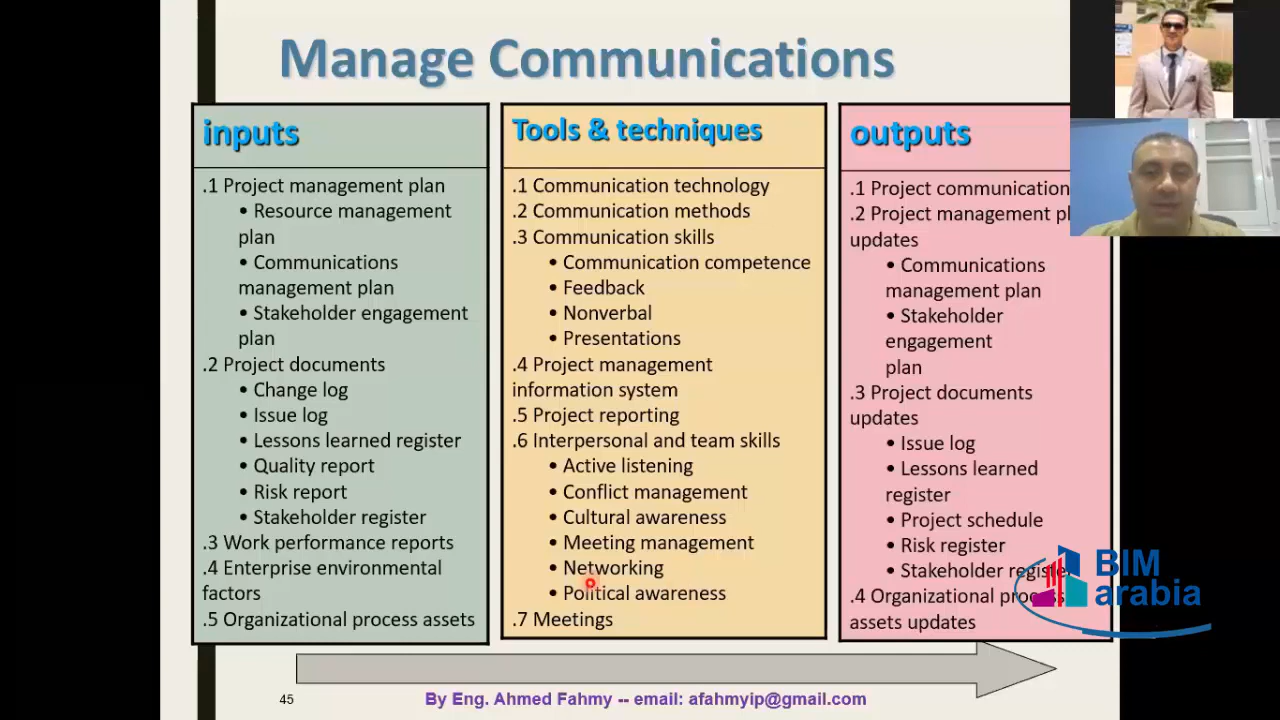 Manage Communications
inputs
.1 Project management plan
• Resource management
plan
• Communications
management plan
• Stakeholder engagement
plan
.2 Project documents
• Change log
• Issue log
• Lessons learned register
• Quality report
• Risk report
• Stakeholder register
.3 Work performance reports
.4 Enterprise environmental
factors
.5 Organizational process assets
Tools & techniques
.1 Communication technology
.2 Communication methods
.3 Communication skills
• Communication competence
• Feedback
• Nonverbal
• Presentations
.4 Project management
information system
.5 Project reporting
.6 Interpersonal and team skills
• Active listening
• Conflict management
• Cultural awareness
• Meeting management
• Networking
• Political awareness
.7 Meetings
outputs
.1 Project communication
.2 Project management pl
updates
• Communications
management plan
• Stakeholder
engagement
plan
.3 Project documents
updates
• Issue log
• Lessons learned
register
• Project schedule
• Risk register
• Stakeholder register
.4 Organizational process
assets updates
BIM
arabia
45
By Eng. Ahmed Fahmy -- email: afahmyip@gmail.com